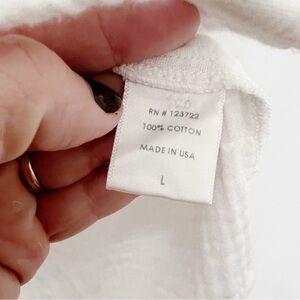 RN # 123722
100% COTTON
MADE IN USA
L